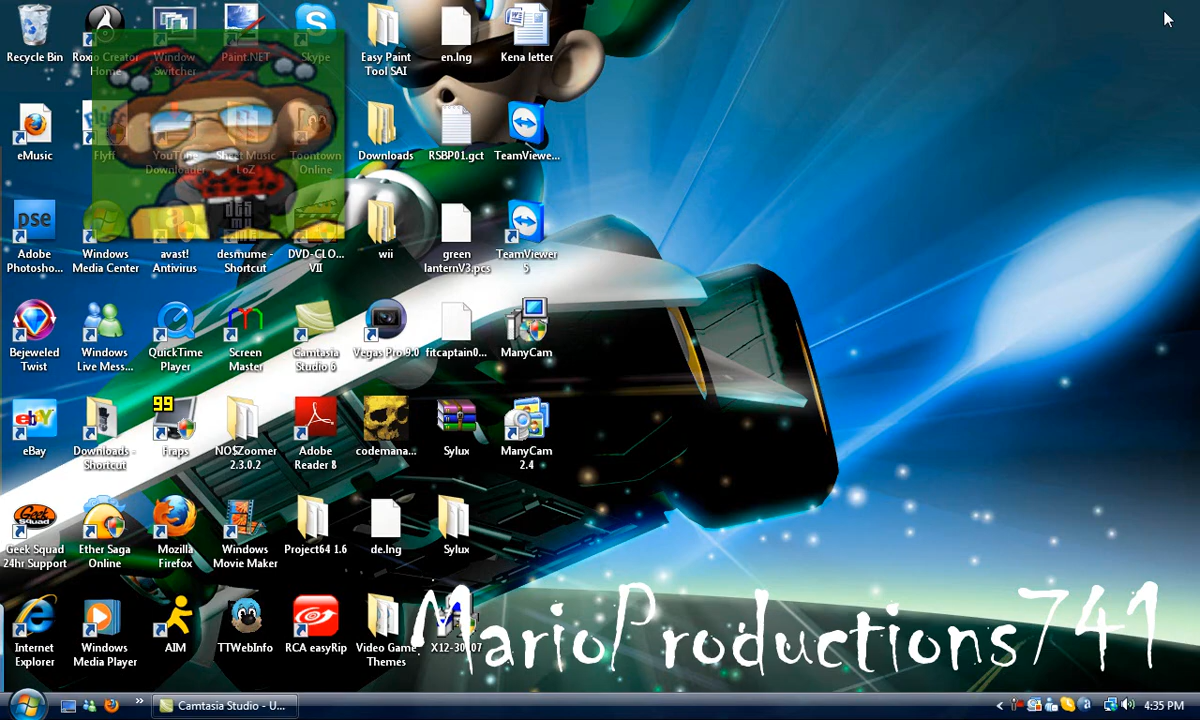 Recycle Bin
Roxio Creator Home
Window Switcher
Paint.NET
Skype
Easy Paint Tool SAI
en.lng
Kena letter
eMusic
Flyff
YouTube Downloader
Sheet Music LoZ
Toontown Online
Downloads
RSBP01.gct
TeamViewe...
Adobe Photosho...
Windows Media Center
avast! Antivirus
desmume - Shortcut
DVD-CLO... VII
wii
green lanternV3.pcs
TeamViewer 5
Bejeweled Twist
Windows Live Mess...
QuickTime Player
Screen Master
Camtasia Studio 6
Vegas Pro 9.0
fitcaptain0...
ManyCam
eBay
Downloads - Shortcut
99
Fraps
NO$Zoomer 2.3.0.2
Adobe Reader 8
codemana...
Sylux
ManyCam 2.4
Geek Squad 24hr Support
Ether Saga Online
Mozilla Firefox
Windows Movie Maker
Project64 1.6
de.lng
Sylux
Internet Explorer
Windows Media Player
AIM
TTWebInfo
RCA easyRip
Video Game Themes
MarioProductions741
Camtasia Studio - U...
4:35 PM